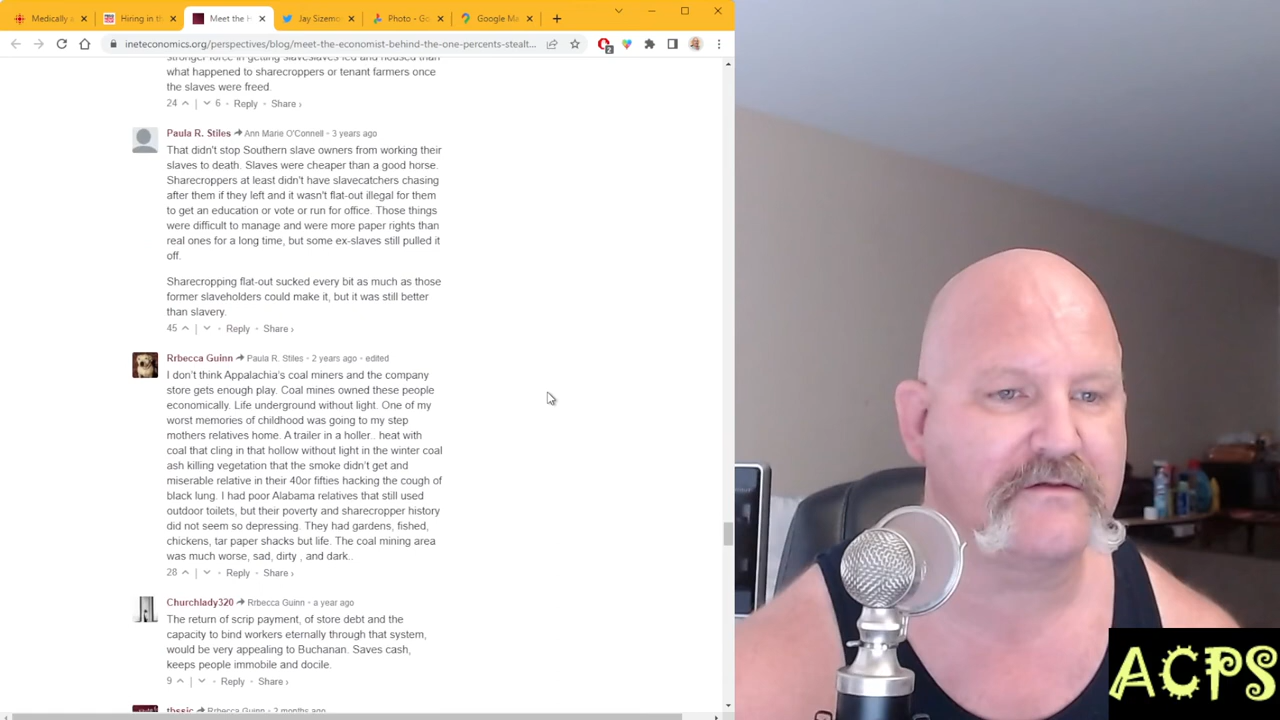 Medically a
Hiring in th
Meet the H
Jay Sizemo
Photo - Go
Google Ma
ineteconomics.org/perspectives/blog/meet-the-economist-behind-the-one-percents-stealt...
2
what happened to sharecroppers or tenant farmers once
the slaves were freed.
24 6 Reply Share ›
Paula R. Stiles Ann Marie O'Connell - 3 years ago
That didn't stop Southern slave owners from working their
slaves to death. Slaves were cheaper than a good horse.
Sharecroppers at least didn't have slavecatchers chasing
after them if they left and it wasn't flat-out illegal for them
to get an education or vote or run for office. Those things
were difficult to manage and were more paper rights than
real ones for a long time, but some ex-slaves still pulled it
off.
Sharecropping flat-out sucked every bit as much as those
former slaveholders could make it, but it was still better
than slavery.
45 Reply Share ›
Rrbecca Guinn Paula R. Stiles - 2 years ago - edited
I don't think Appalachia's coal miners and the company
store gets enough play. Coal mines owned these people
economically. Life underground without light. One of my
worst memories of childhood was going to my step
mothers relatives home. A trailer in a holler.. heat with
coal that cling in that hollow without light in the winter coal
ash killing vegetation that the smoke didn't get and
miserable relative in their 40or fifties hacking the cough of
black lung. I had poor Alabama relatives that still used
outdoor toilets, but their poverty and sharecropper history
did not seem so depressing. They had gardens, fished,
chickens, tar paper shacks but life. The coal mining area
was much worse, sad, dirty , and dark..
28 Reply Share ›
Churchlady320 Rrbecca Guinn - a year ago
The return of scrip payment, of store debt and the
capacity to bind workers eternally through that system,
would be very appealing to Buchanan. Saves cash,
keeps people immobile and docile.
9 Reply Share ›
ACPS